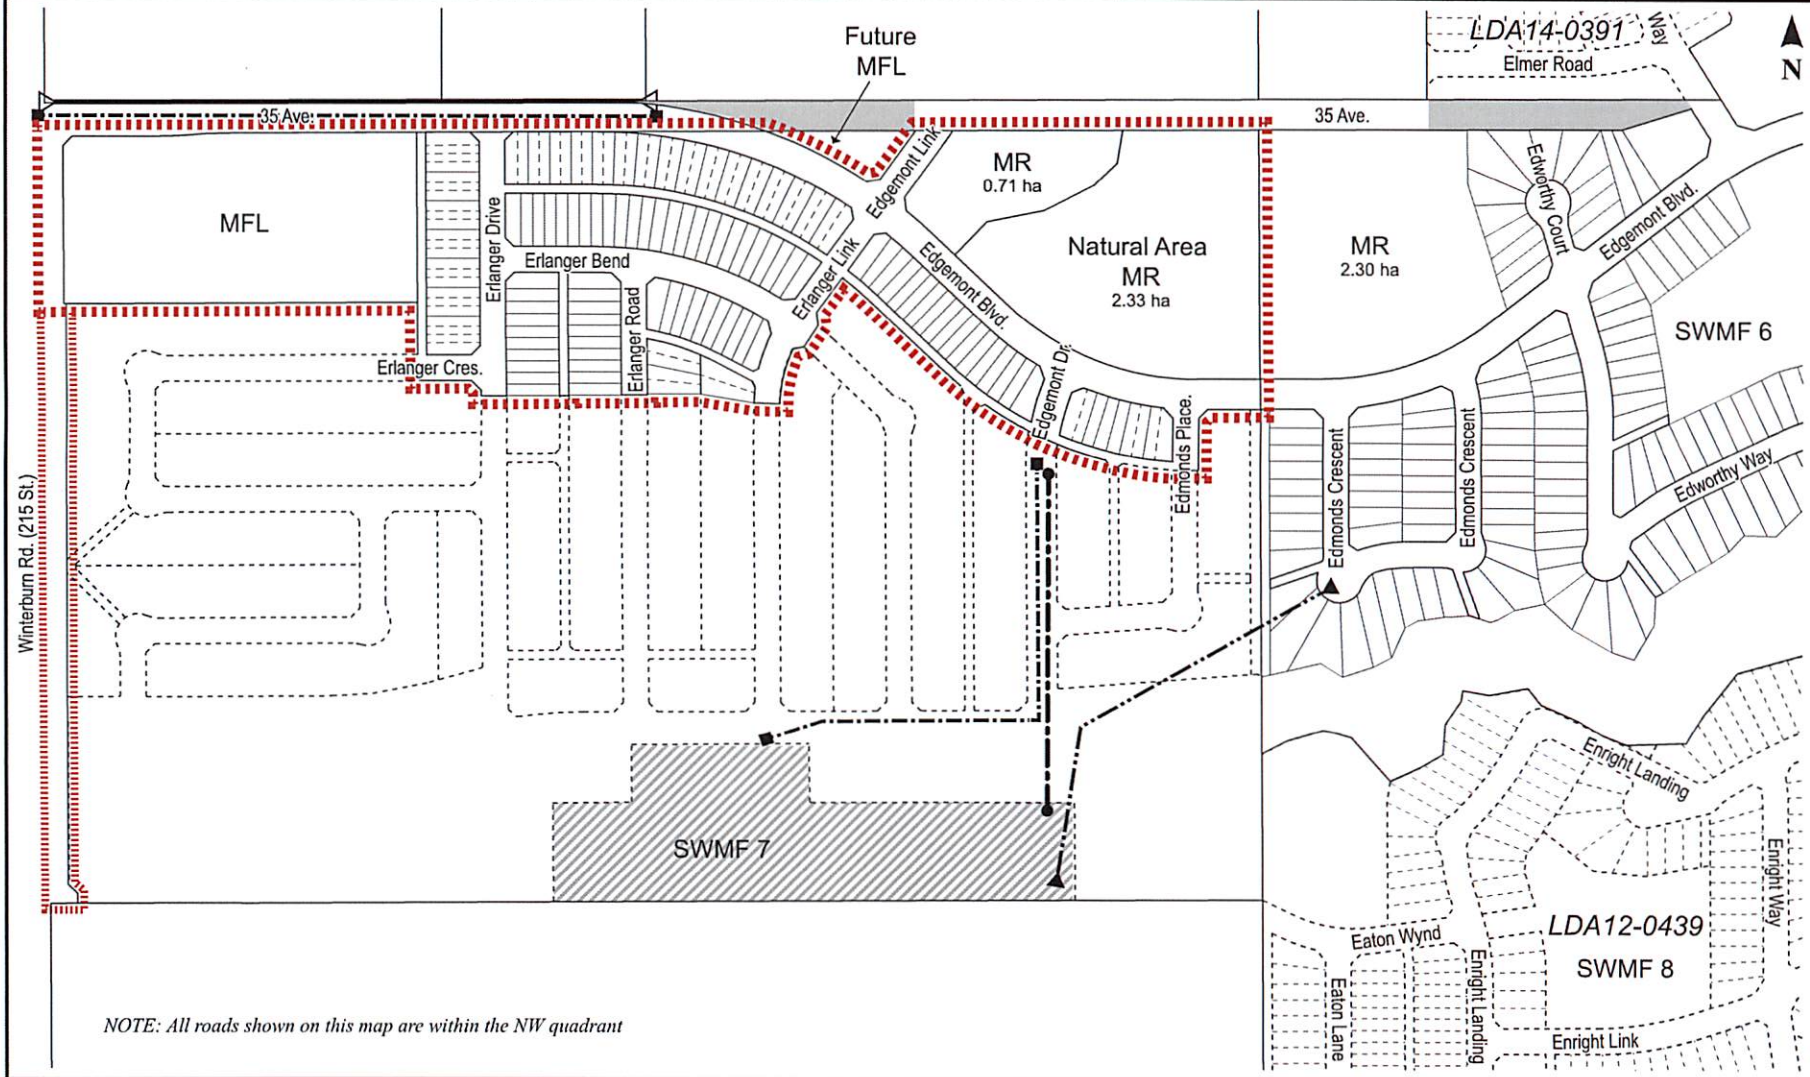 LDA14-0391
Way
Elmer Road
N
Future
MFL
35 Ave.
35 Ave.
MFL
Erlanger Drive
Erlanger Bend
Erlanger Road
Erlanger Cres.
Erlanger Link
Edgemont Link
MR
0.71 ha
Edgemont Blvd.
Natural Area
MR
2.33 ha
MR
2.30 ha
Edworthy Court
Edgemont Blvd.
SWMF 6
Edgemont Dr.
Edmonds Place.
Edmonds Crescent
Edmonds Crescent
Edworthy Way
Winterburn Rd. (215 St.)
SWMF 7
Enright Landing
Enright Way
LDA12-0439
SWMF 8
Eaton Wynd
Eaton Lane
Enright Landing
Enright Link
NOTE: All roads shown on this map are within the NW quadrant